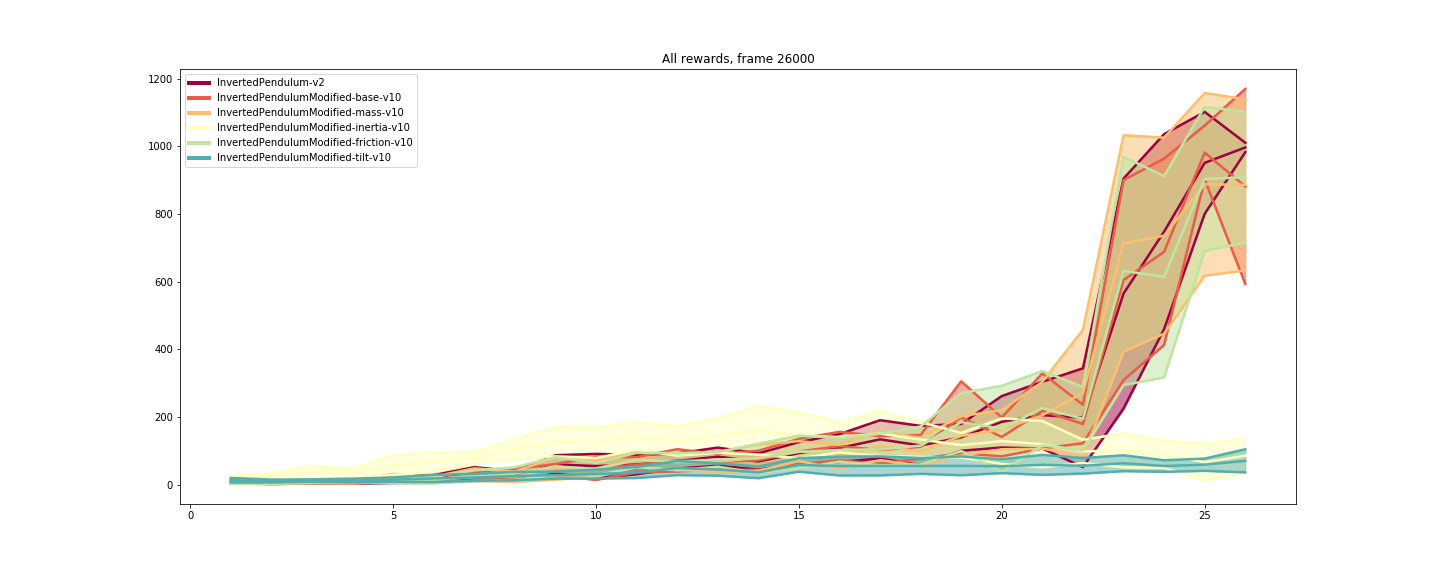 All rewards, frame 26000
1200
1000
800
600
400
200
0
InvertedPendulum-v2
InvertedPendulumModified-base-v10
InvertedPendulumModified-mass-v10
InvertedPendulumModified-inertia-v10
InvertedPendulumModified-friction-v10
InvertedPendulumModified-tilt-v10
0 5 10 15 20 25